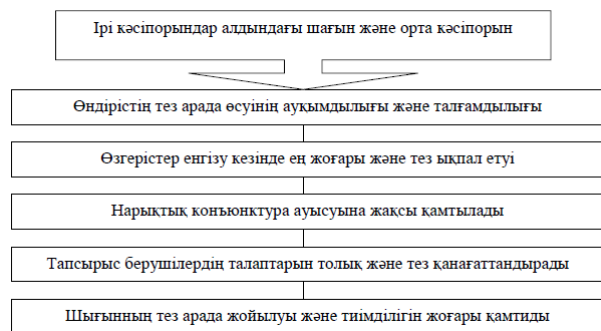 Ірі кәсіпорындар алдындағы шағын және орта кәсіпорын
Өндірістің тез арада өсуінің ауқымдылығы және талғамдылығы
Өзгерістер енгізу кезінде ең жоғары және тез ықпал етуі
Нарықтық конъюнктура ауысуына жақсы қамтылады
Тапсырыс берушілердің талаптарын толық және тез қанағаттандырады
Шығынның тез арада жойылуы және тиімділігін жоғары қамтиды